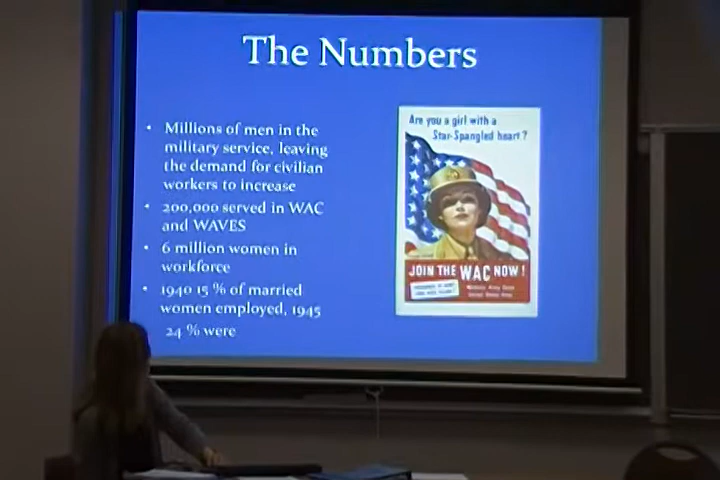 The Numbers
• Millions of men in the
military service, leaving
the demand for civilian
workers to increase
• 200,000 served in WAC
and WAVES
• 6 million women in
workforce
• 1940 15 % of married
women employed, 1945
24 % were
Are you a girl with a
Star-Spangled heart?
JOIN THE WAC NOW!